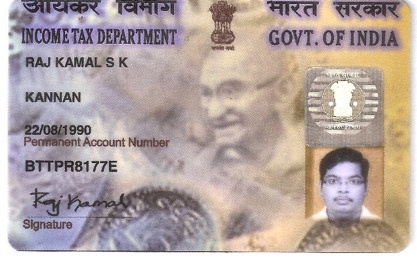 आयकर विभाग भारत सरकार
INCOME TAX DEPARTMENT GOVT. OF INDIA
RAJ KAMAL S K
KANNAN
22/08/1990
Permanent Account Number
BTTPR8177E
Raj Kamal
Signature